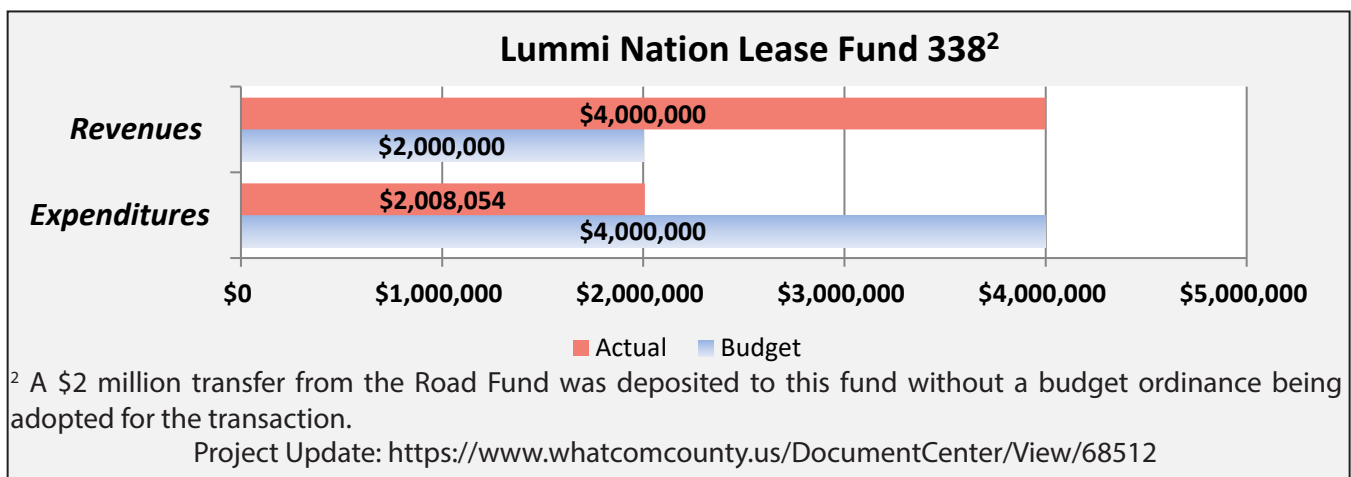 Lummi Nation Lease Fund 338²
Revenues
$4,000,000
$2,000,000
Expenditures
$2,008,054
$4,000,000
$0 $1,000,000 $2,000,000 $3,000,000 $4,000,000 $5,000,000
Actual Budget
² A $2 million transfer from the Road Fund was deposited to this fund without a budget ordinance being
adopted for the transaction.
Project Update: https://www.whatcomcounty.us/DocumentCenter/View/68512